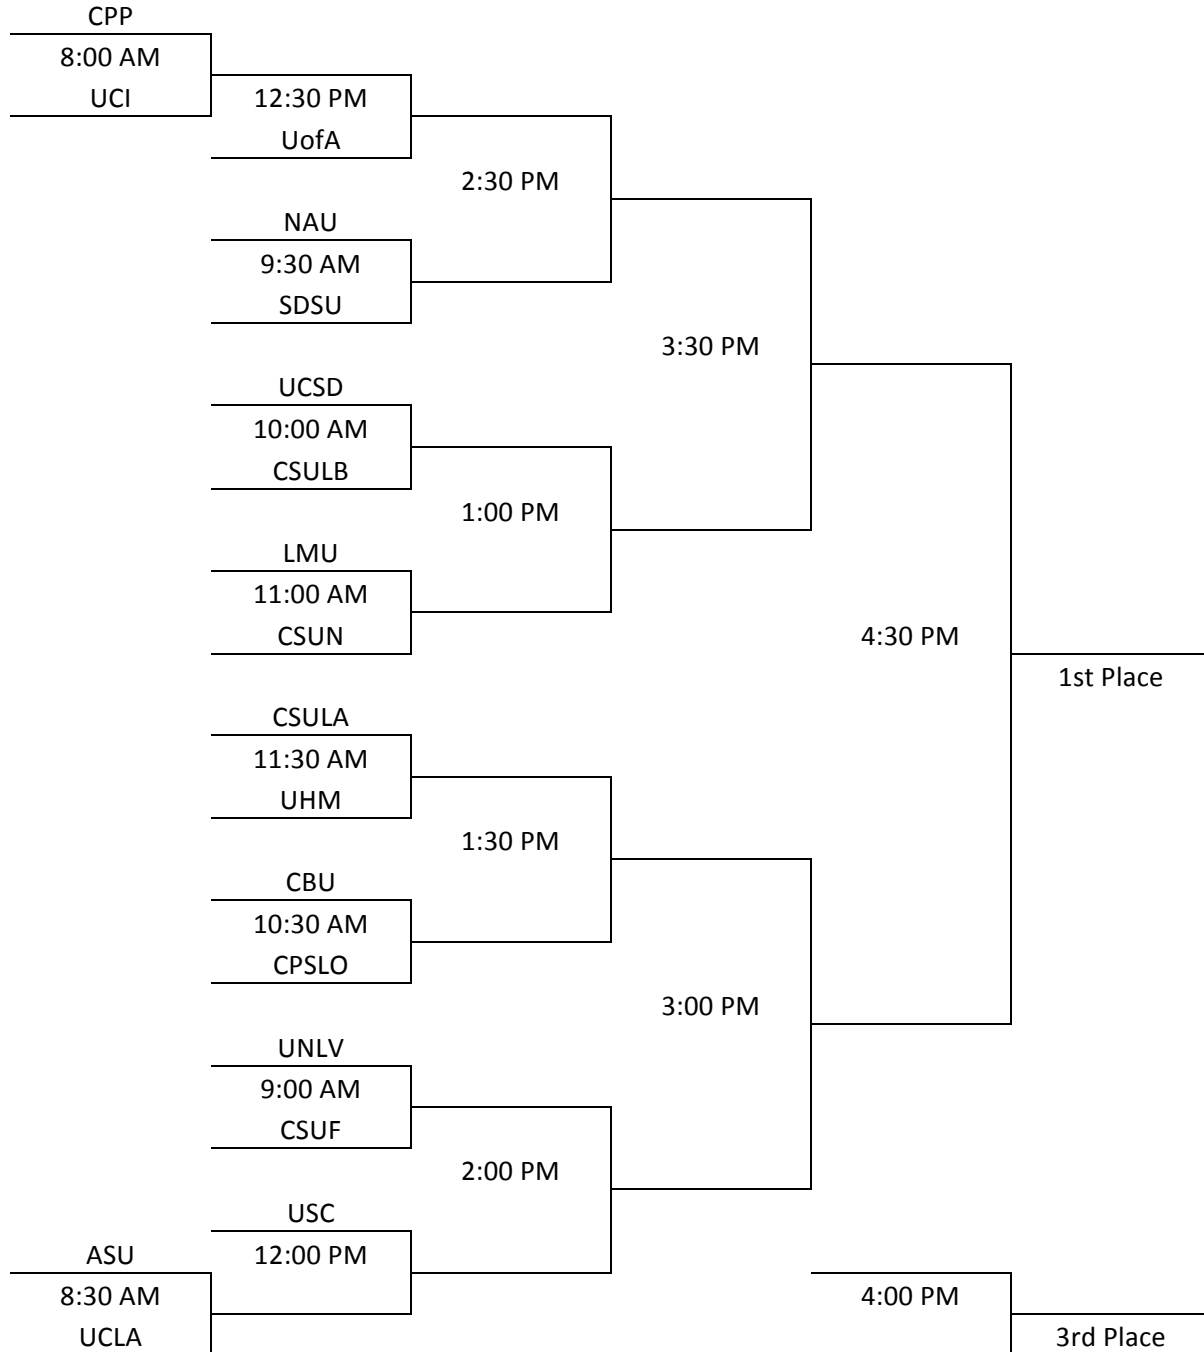 CPP
8:00 AM
UCI
12:30 PM
UofA
2:30 PM
NAU
9:30 AM
SDSU
3:30 PM
UCSD
10:00 AM
CSULB
1:00 PM
LMU
11:00 AM
CSUN
4:30 PM
1st Place
CSULA
11:30 AM
UHM
1:30 PM
CBU
10:30 AM
CPSLO
3:00 PM
UNLV
9:00 AM
CSUF
2:00 PM
USC
12:00 PM
ASU
8:30 AM
UCLA
4:00 PM
3rd Place